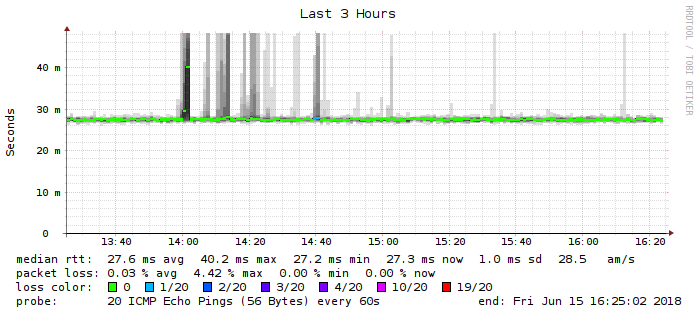 Last 3 Hours
RRDTOOL / TOBI OETIKER
Seconds
40 m
30 m
20 m
10 m
0
13:40 14:00 14:20 14:40 15:00 15:20 15:40 16:00 16:20
median rtt: 27.6 ms avg 40.2 ms max 27.2 ms min 27.3 ms now 1.0 ms sd 28.5 am/s
packet loss: 0.03 % avg 4.42 % max 0.00 % min 0.00 % now
loss color: 0 1/20 2/20 3/20 4/20 10/20 19/20
probe: 20 ICMP Echo Pings (56 Bytes) every 60s end: Fri Jun 15 16:25:02 2018